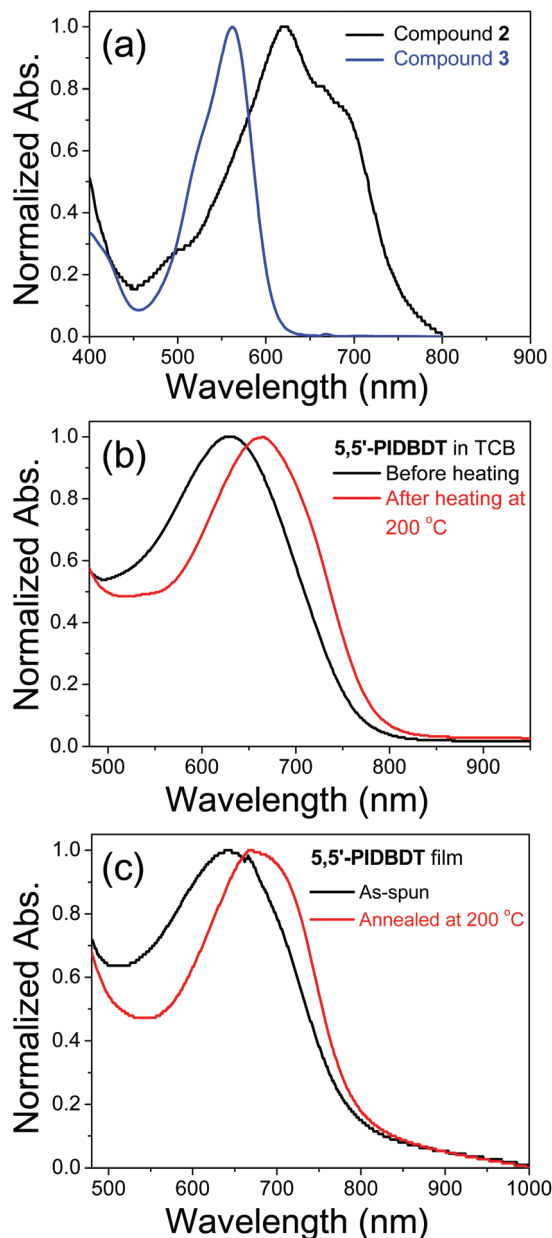 (a)
Compound 2
Compound 3
1.0
0.8
0.6
0.4
0.2
0.0
Normalized Abs.
400 500 600 700 800 900
Wavelength (nm)
(b)
5,5'-PIDBDT in TCB
Before heating
After heating at
200 °C
1.0
0.8
0.6
0.4
0.2
0.0
Normalized Abs.
500 600 700 800 900
Wavelength (nm)
(c)
5,5'-PIDBDT film
As-spun
Annealed at 200 °C
1.0
0.8
0.6
0.4
0.2
0.0
Normalized Abs.
500 600 700 800 900 1000
Wavelength (nm)